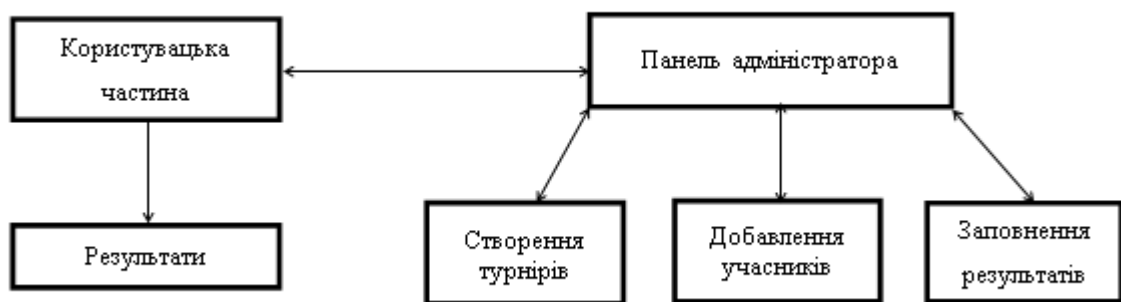 Користувацька
частина
Панель адміністратора
Результати
Створення
турнірів
Добавлення
учасників
Заповнення
результатів